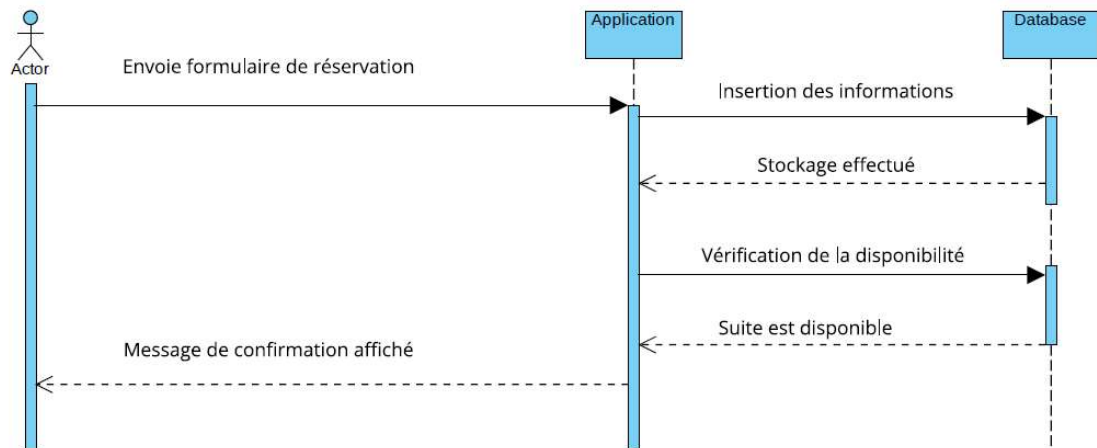 Application
Database
Actor
Envoie formulaire de réservation
Insertion des informations
Stockage effectué
Vérification de la disponibilité
Suite est disponible
Message de confirmation affiché